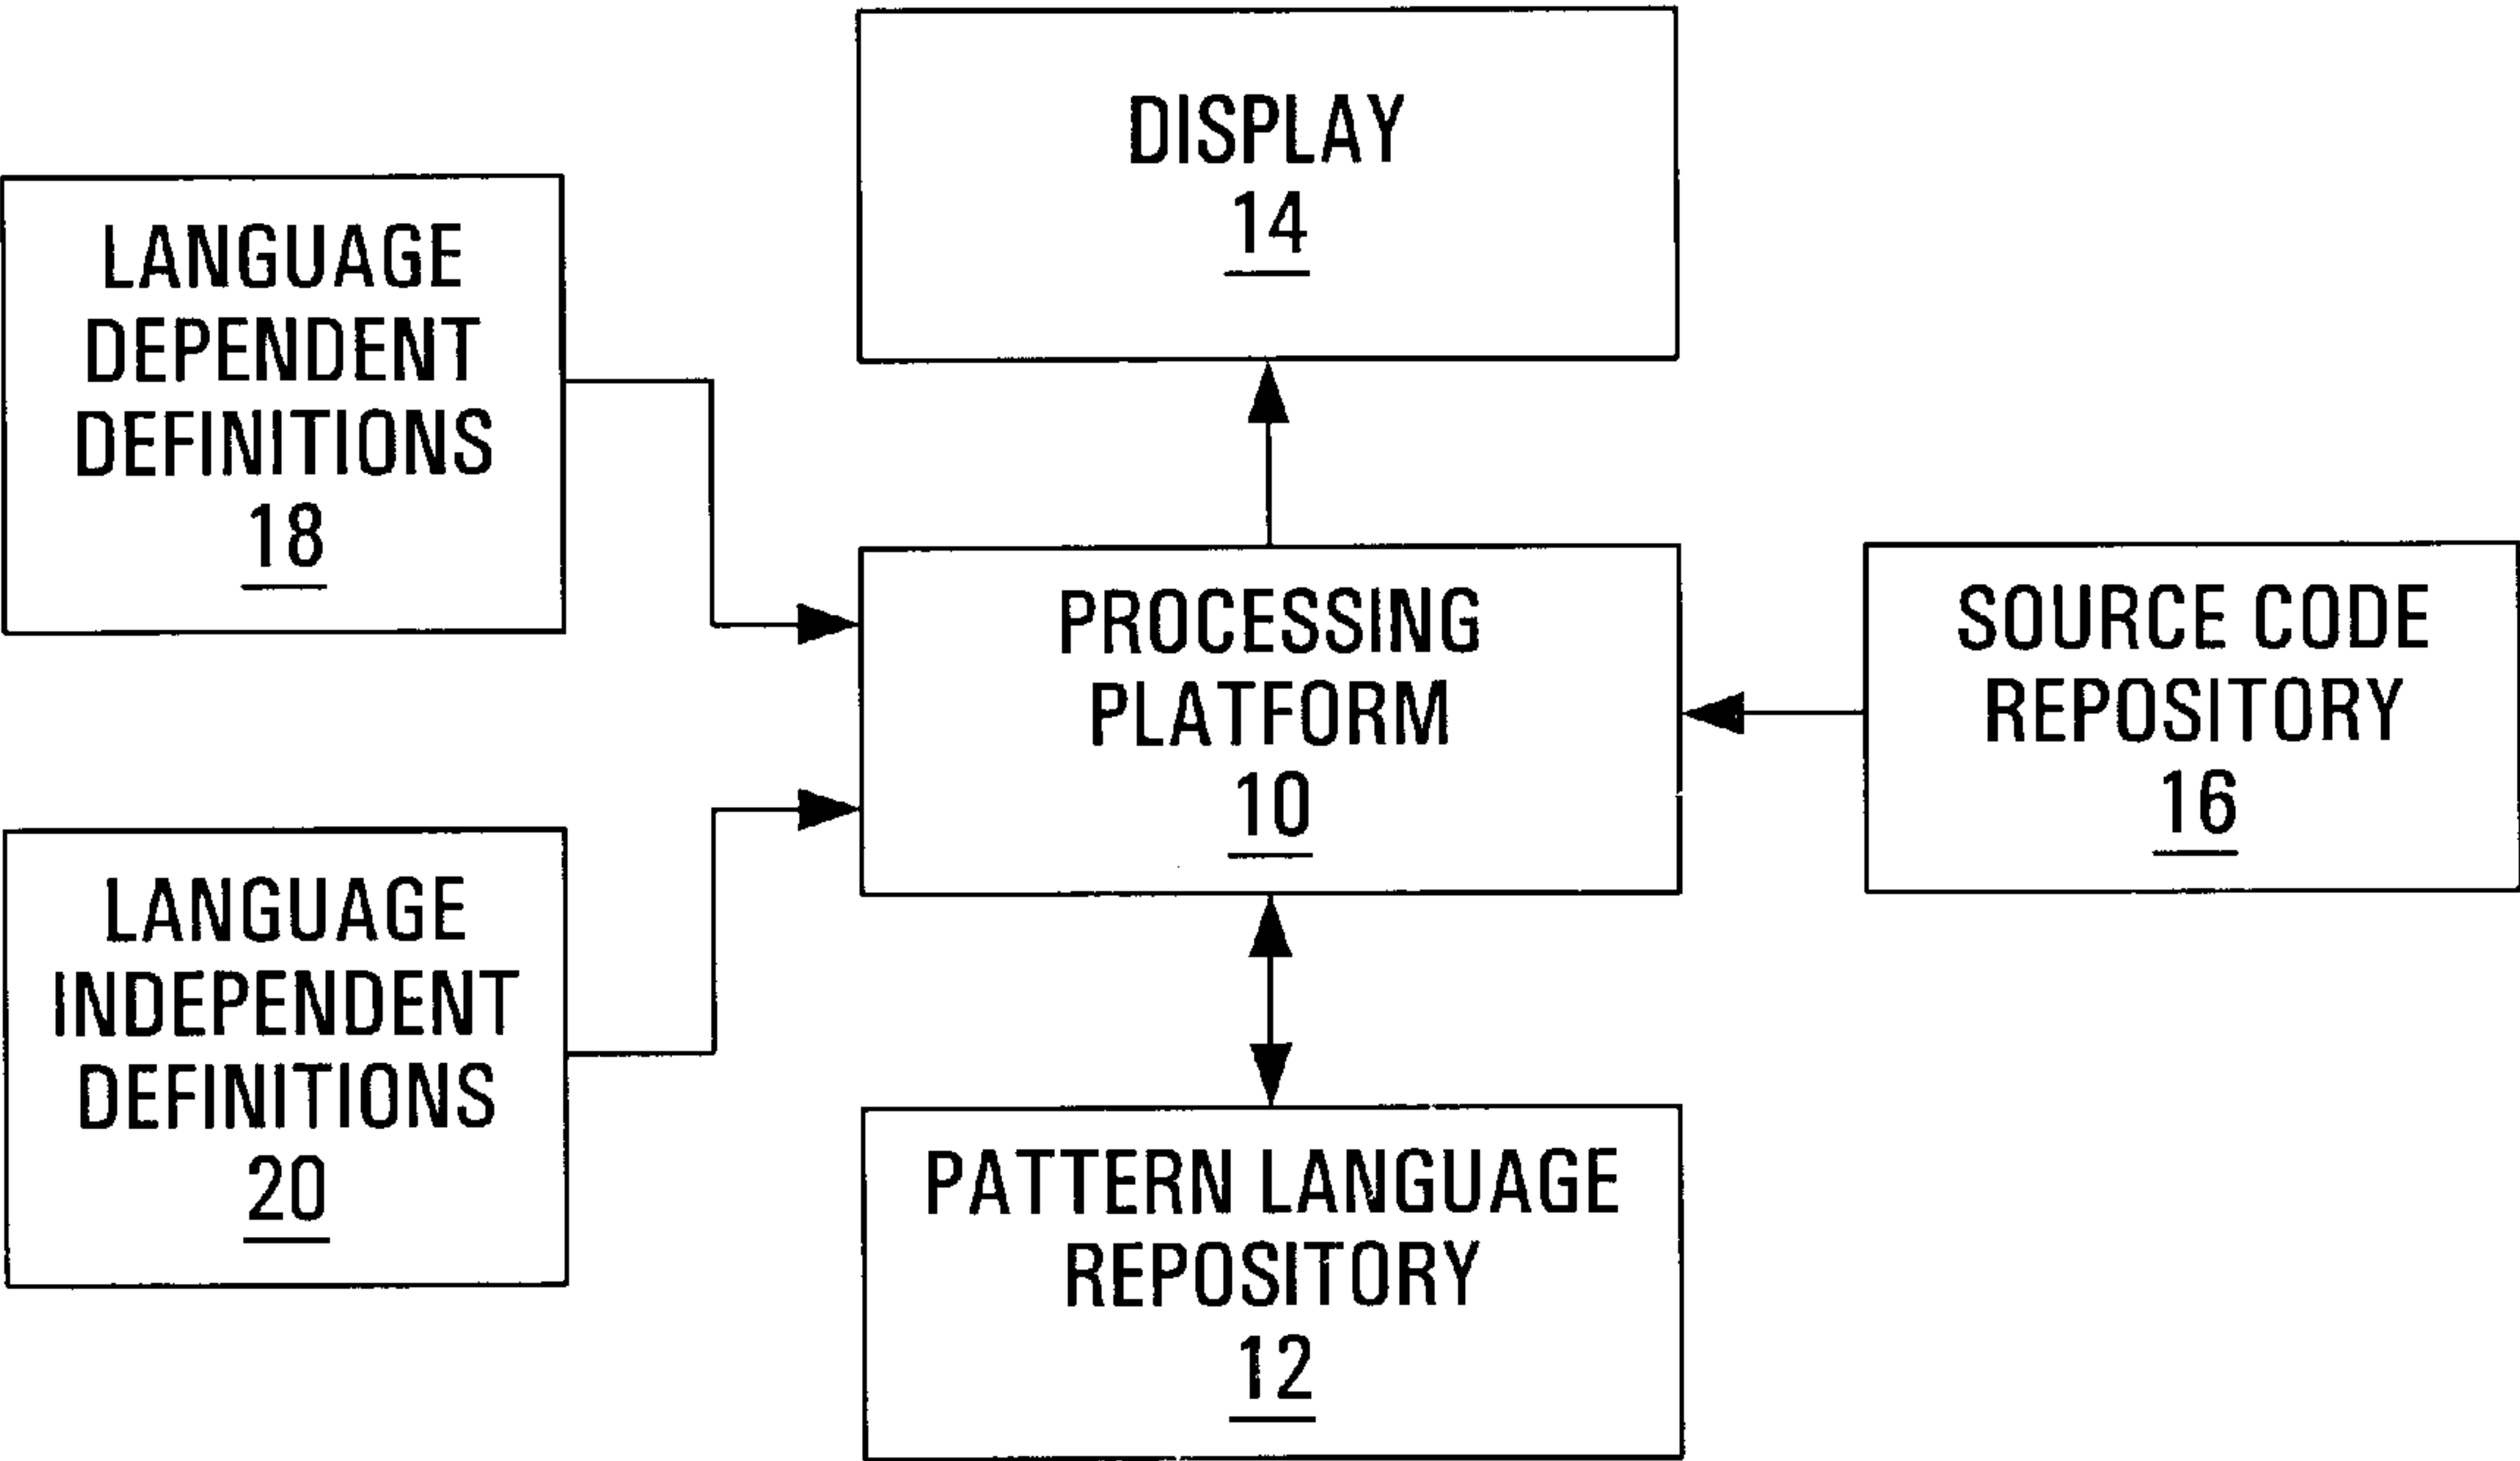 DISPLAY
14
LANGUAGE
DEPENDENT
DEFINITIONS
18
PROCESSING
PLATFORM
10
SOURCE CODE
REPOSITORY
16
LANGUAGE
INDEPENDENT
DEFINITIONS
20
PATTERN LANGUAGE
REPOSITORY
12